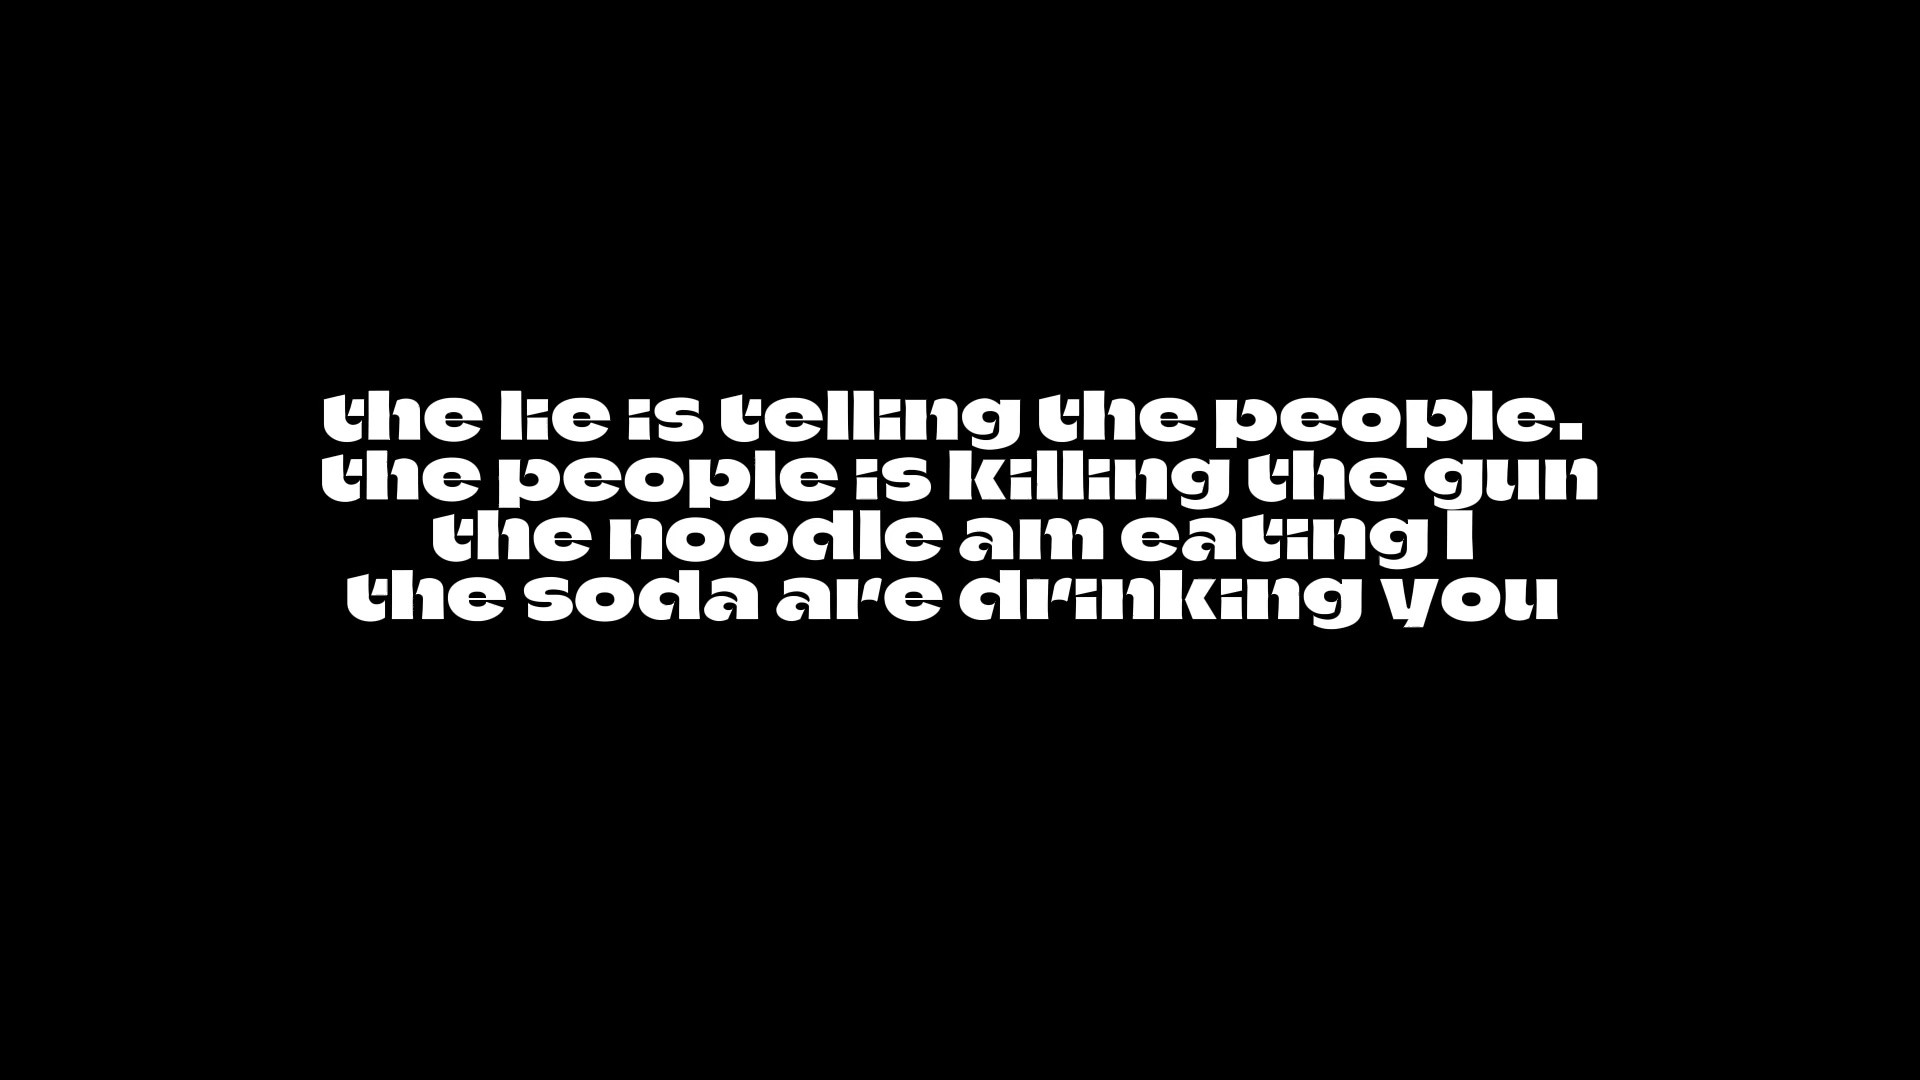 the lie is telling the people.
the people is killing the gun
the noodle am eating I
the soda are drinking you